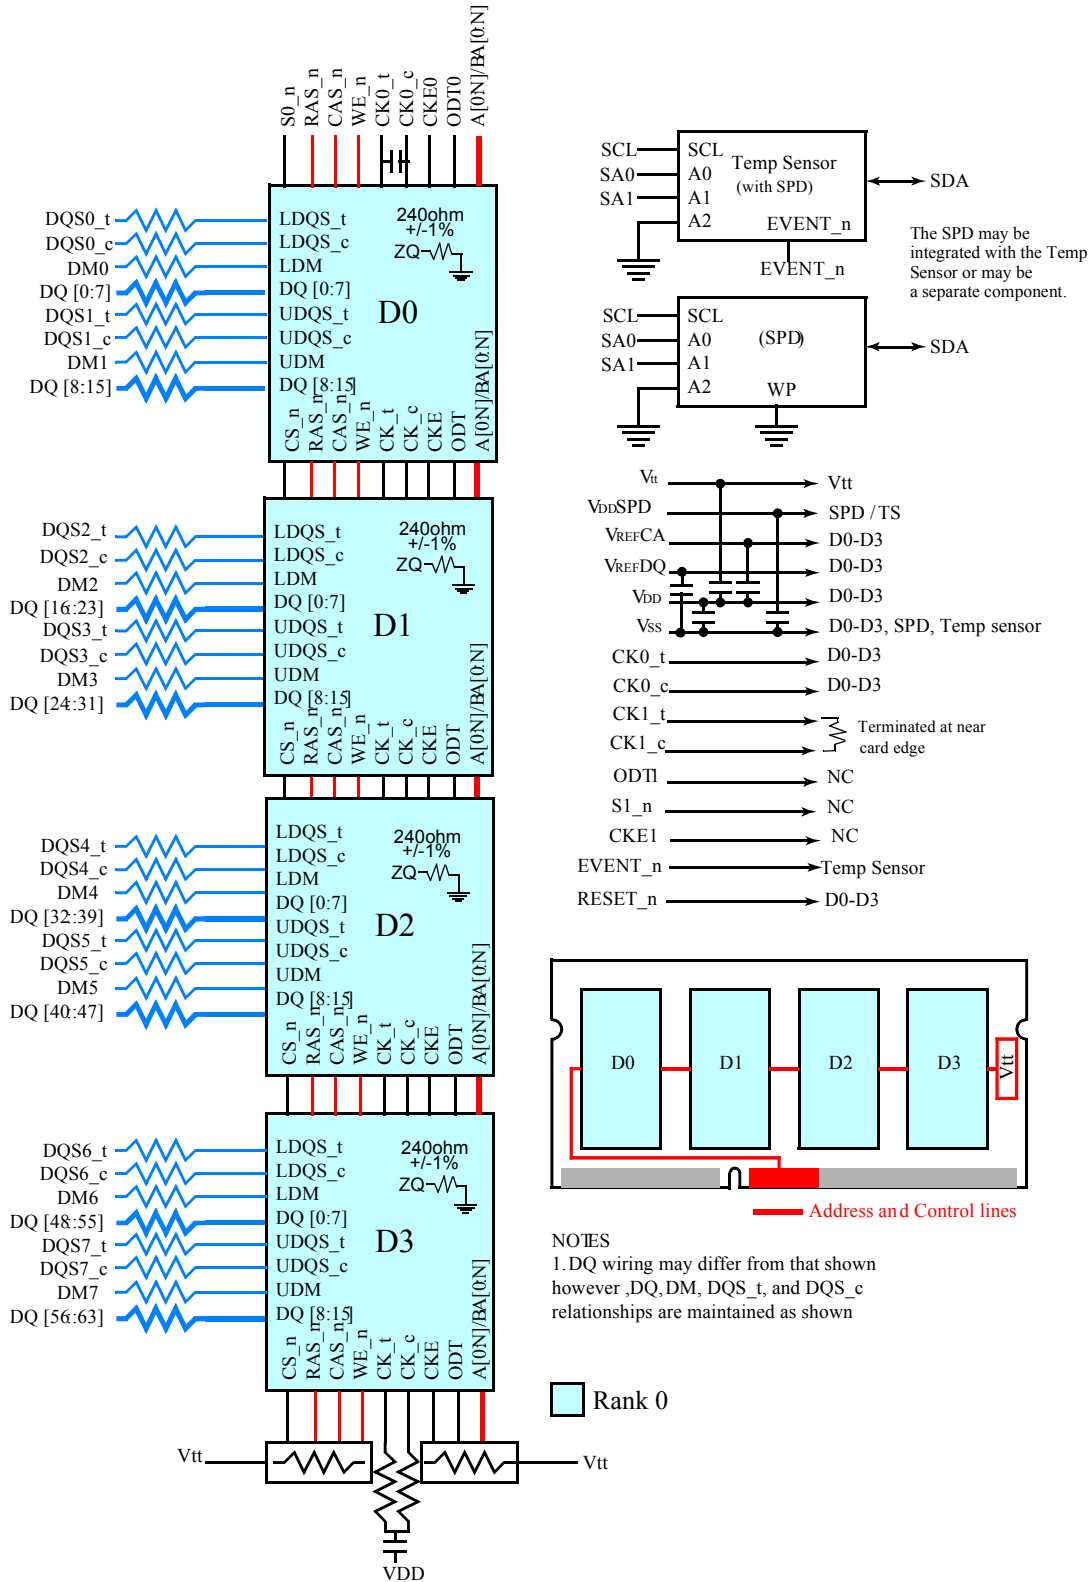 S0_n
RAS_n
CAS_n
WE_n
CK0_t
CK0_c
CKE0
ODT0
A[0:N]/BA[0:N]
DQS0_t
DQS0_c
DM0
DQ [0:7]
DQS1_t
DQS1_c
DM1
DQ [8:15]
LDQS_t
LDQS_c
LDM
DQ [0:7]
UDQS_t
UDQS_c
UDM
DQ [8:15]
240ohm
+/-1%
ZQ
D0
CS_n
RAS_n
CAS_n
WE_n
CK_t
CK_c
CKE
ODT
A[0:N]/BA[0:N]
DQS2_t
DQS2_c
DM2
DQ [16:23]
DQS3_t
DQS3_c
DM3
DQ [24:31]
LDQS_t
LDQS_c
LDM
DQ [0:7]
UDQS_t
UDQS_c
UDM
DQ [8:15]
240ohm
+/-1%
ZQ
D1
CS_n
RAS_n
CAS_n
WE_n
CK_t
CK_c
CKE
ODT
A[0:N]/BA[0:N]
DQS4_t
DQS4_c
DM4
DQ [32:39]
DQS5_t
DQS5_c
DM5
DQ [40:47]
LDQS_t
LDQS_c
LDM
DQ [0:7]
UDQS_t
UDQS_c
UDM
DQ [8:15]
240ohm
+/-1%
ZQ
D2
CS_n
RAS_n
CAS_n
WE_n
CK_t
CK_c
CKE
ODT
A[0:N]/BA[0:N]
DQS6_t
DQS6_c
DM6
DQ [48:55]
DQS7_t
DQS7_c
DM7
DQ [56:63]
LDQS_t
LDQS_c
LDM
DQ [0:7]
UDQS_t
UDQS_c
UDM
DQ [8:15]
240ohm
+/-1%
ZQ
D3
CS_n
RAS_n
CAS_n
WE_n
CK_t
CK_c
CKE
ODT
A[0:N]/BA[0:N]
Vtt
Vtt
VDD
SCL
SA0
SA1
SCL
A0
A1
A2
Temp Sensor
(with SPD)
EVENT_n
EVENT_n
SDA
The SPD may be
integrated with the Temp
Sensor or may be
a separate component.
SCL
SA0
SA1
SCL
A0
A1
A2
(SPD)
WP
SDA
Vtt Vtt
VDDSPD SPD / TS
VREFCA D0-D3
VREFDQ D0-D3
VDD D0-D3
VSS D0-D3, SPD, Temp sensor
CK0_t D0-D3
CK0_c D0-D3
CK1_t
CK1_c
Terminated at near
card edge
ODT1 NC
S1_n NC
CKE1 NC
EVENT_n Temp Sensor
RESET_n D0-D3
D0
D1
D2
D3
Vtt
Address and Control lines
NOTES
1. DQ wiring may differ from that shown
however ,DQ, DM, DQS_t, and DQS_c
relationships are maintained as shown
Rank 0